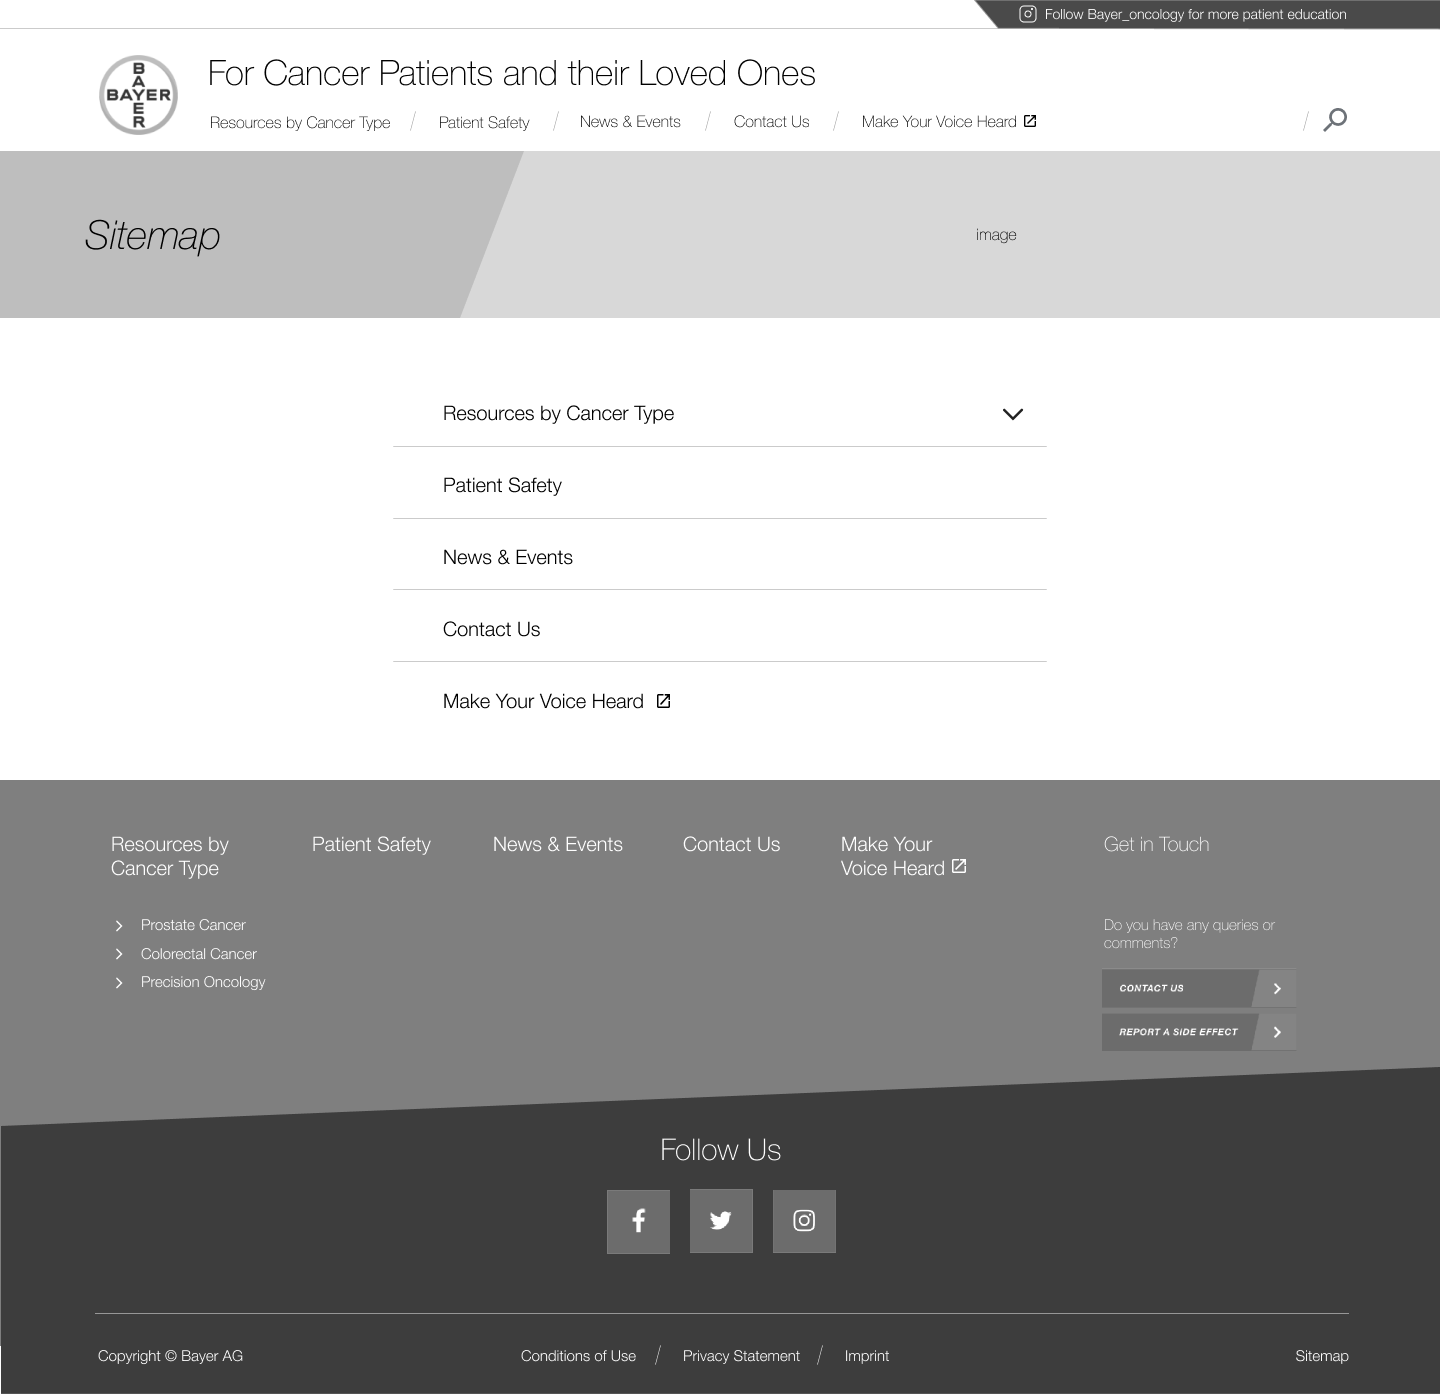 Follow Bayer_oncology for more patient education
BAYER
BAYER
For Cancer Patients and their Loved Ones
Resources by Cancer Type / Patient Safety / News & Events / Contact Us / Make Your Voice Heard
Sitemap
image
Resources by Cancer Type
Patient Safety
News & Events
Contact Us
Make Your Voice Heard
Resources by
Cancer Type
Prostate Cancer
Colorectal Cancer
Precision Oncology
Patient Safety
News & Events
Contact Us
Make Your
Voice Heard
Get in Touch
Do you have any queries or
comments?
CONTACT US
REPORT A SIDE EFFECT
Follow Us
Copyright © Bayer AG
Conditions of Use / Privacy Statement / Imprint
Sitemap